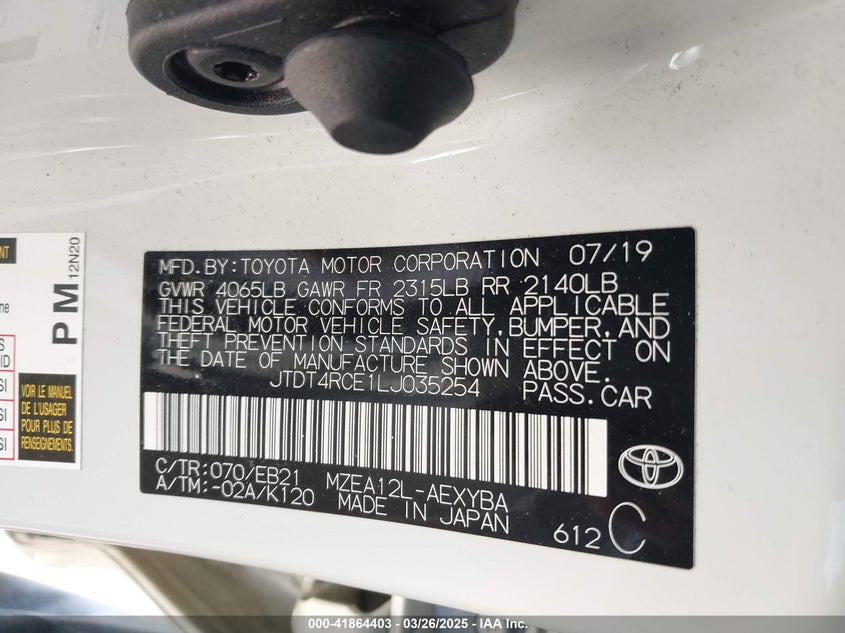 MFD.BY:TOYOTA MOTOR CORPORATION 07/19
GVWR 4065LB GAWR FR 2315LB RR 2140LB
THIS VEHICLE CONFORMS TO ALL APPLICABLE
FEDERAL MOTOR VEHICLE SAFETY,BUMPER,AND
THEFT PREVENTION STANDARDS IN EFFECT ON
THE DATE OF MANUFACTURE SHOWN ABOVE.
JTDT4RCE1LJ035254 PASS.CAR
C/TR:070/EB21 MZEA12L-AEXYBA
A/TM:-02A/K120 MADE IN JAPAN
612 C
PM 12N20
VOIR LE MANUEL
DE L'USAGER
POUR PLUS DE
RENSEIGNEMENTS.
000-41864403 — 03/26/2025 — IAA Inc.